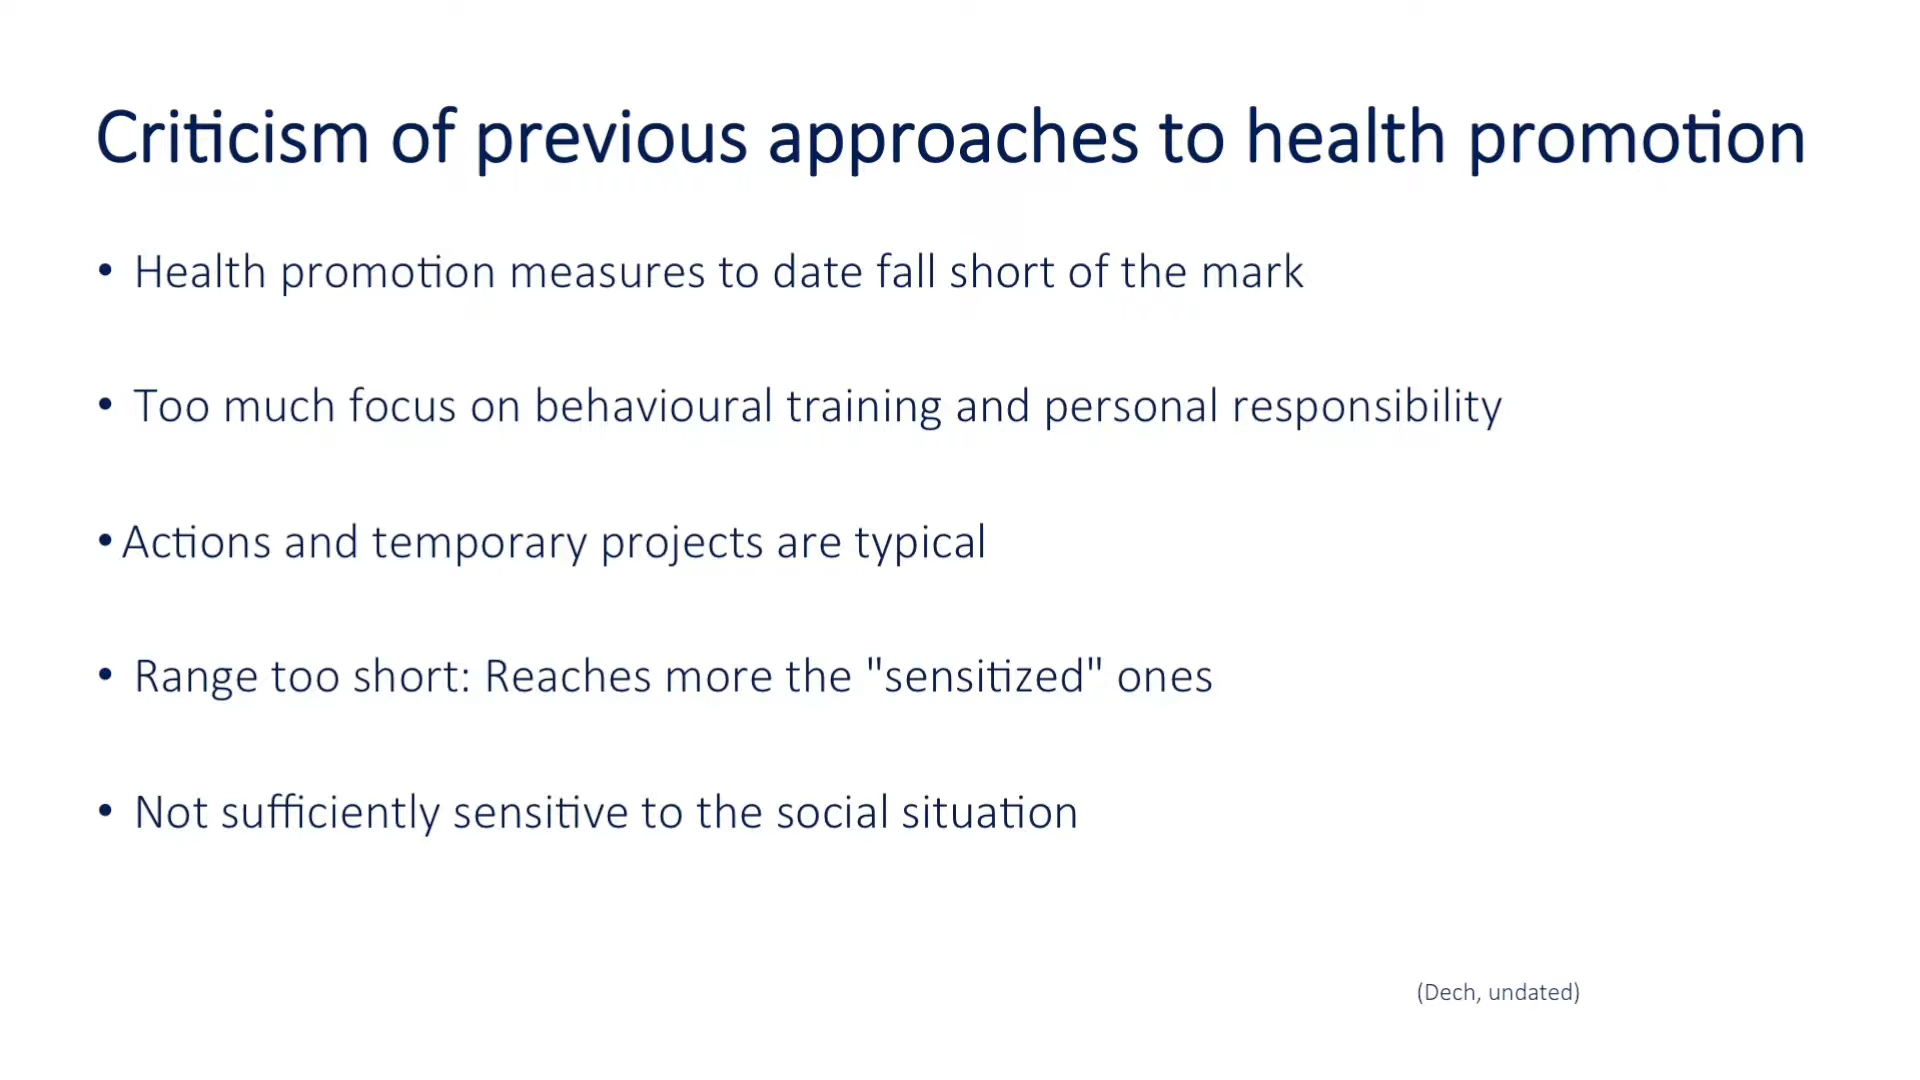 Criticism of previous approaches to health promotion
• Health promotion measures to date fall short of the mark
• Too much focus on behavioural training and personal responsibility
• Actions and temporary projects are typical
• Range too short: Reaches more the "sensitized" ones
• Not sufficiently sensitive to the social situation
(Dech, undated)